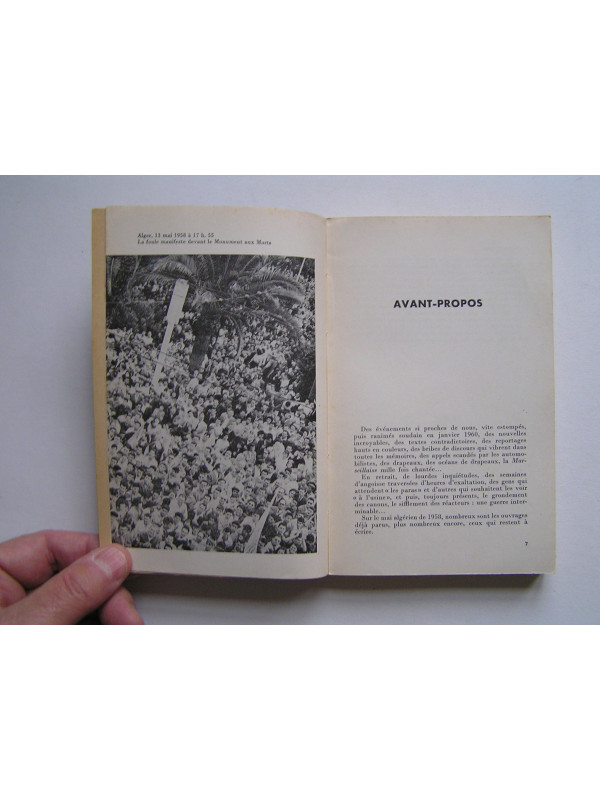 Alger, 13 mai 1958 à 17 h. 55
La foule manifeste devant le Monument aux Morts
AVANT-PROPOS
Des événements si proches de nous, vite estompés,
puis ranimés soudain en janvier 1960, des nouvelles
incroyables, des textes contradictoires, des reportages
hauts en couleurs, des bribes de discours qui vibrent dans
toutes les mémoires, des appels scandés par les automo-
bilistes, des drapeaux, des océans de drapeaux, la Mar-
seillaise mille fois chantée...
En retrait, de lourdes inquiétudes, des semaines
d'angoisse traversées d'heures d'exaltation, des gens qui
attendent « les paras » et d'autres qui souhaitent les voir
« à l'usine », et puis, toujours présents, le grondement
des canons, le sifflement des réacteurs : une guerre inter-
minable...
Sur le mai algérien de 1958, nombreux sont les ouvrages
déjà parus, plus nombreux encore, ceux qui restent à
écrire.
7